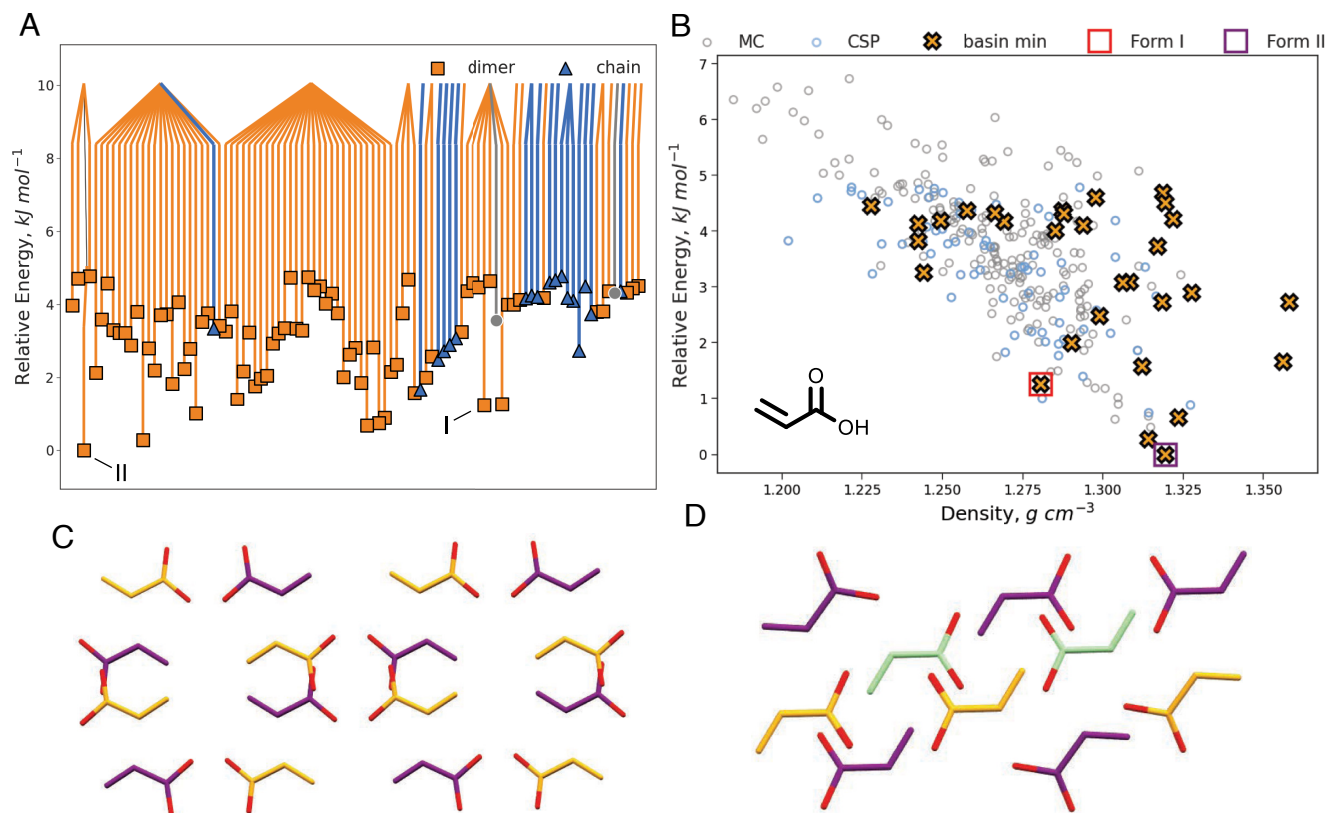 A
dimer
chain
10
8
6
4
2
0
Relative Energy, kJ mol⁻¹
I
II
B
MC
CSP
basin min
Form I
Form II
7
6
5
4
3
2
1
0
Relative Energy, kJ mol⁻¹
O
OH
1.200
1.225
1.250
1.275
1.300
1.325
1.350
Density, g cm⁻³
C
D